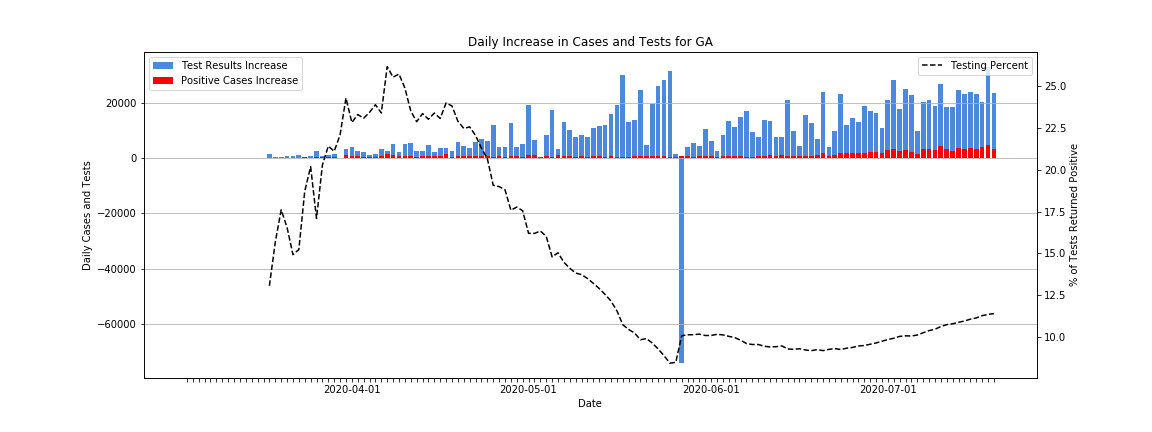 Daily Increase in Cases and Tests for GA
Test Results Increase
Positive Cases Increase
Testing Percent
20000
0
−20000
−40000
−60000
Daily Cases and Tests
25.0
22.5
20.0
17.5
15.0
12.5
10.0
% of Tests Returned Positive
2020-04-01
2020-05-01
2020-06-01
2020-07-01
Date